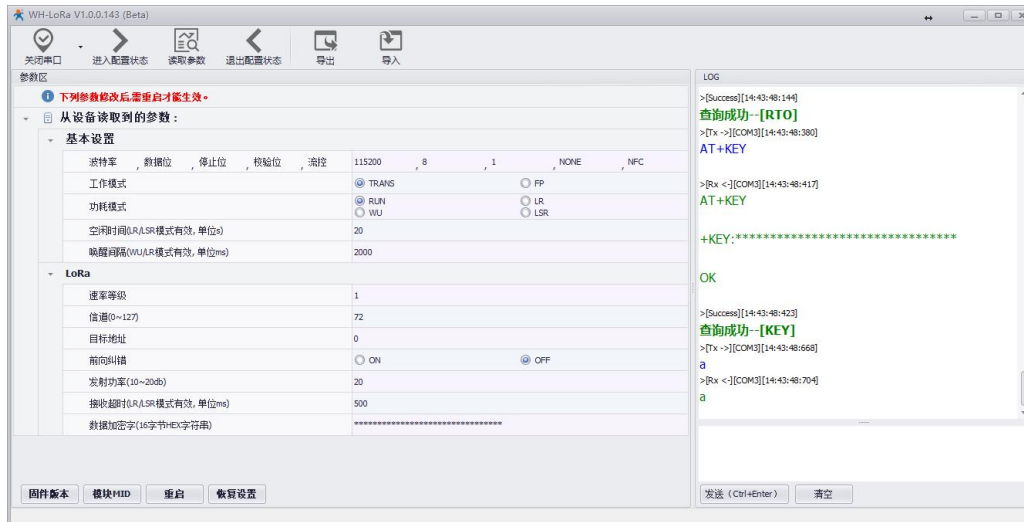 WH-LoRa V1.0.0.143 (Beta)
关闭串口 进入配置状态 读取参数 退出配置状态 导出 导入
参数区
下列参数修改后,需重启才能生效。
从设备读取到的参数：
基本设置
波特率 , 数据位 , 停止位 , 校验位 , 流控 115200 , 8 , 1 , NONE , NFC
工作模式 TRANS FP
功耗模式 RUN LR
WU LSR
空闲时间(LR/LSR模式有效, 单位s) 20
唤醒间隔(WU/LR模式有效, 单位ms) 2000
LoRa
速率等级 1
信道(0~127) 72
目标地址 0
前向纠错 ON OFF
发射功率(10~20db) 20
接收超时(LR/LSR模式有效, 单位ms) 500
数据加密字(16字节HEX字符串) ********************************
固件版本 模块MID 重启 恢复设置
LOG
>[Success][14:43:48:144]
查询成功--[RTO]
>[Tx ->][COM3][14:43:48:380]
AT+KEY
>[Rx <-][COM3][14:43:48:417]
AT+KEY
+KEY:********************************
OK
>[Success][14:43:48:423]
查询成功--[KEY]
>[Tx ->][COM3][14:43:48:668]
a
>[Rx <-][COM3][14:43:48:704]
a
发送（Ctrl+Enter） 清空